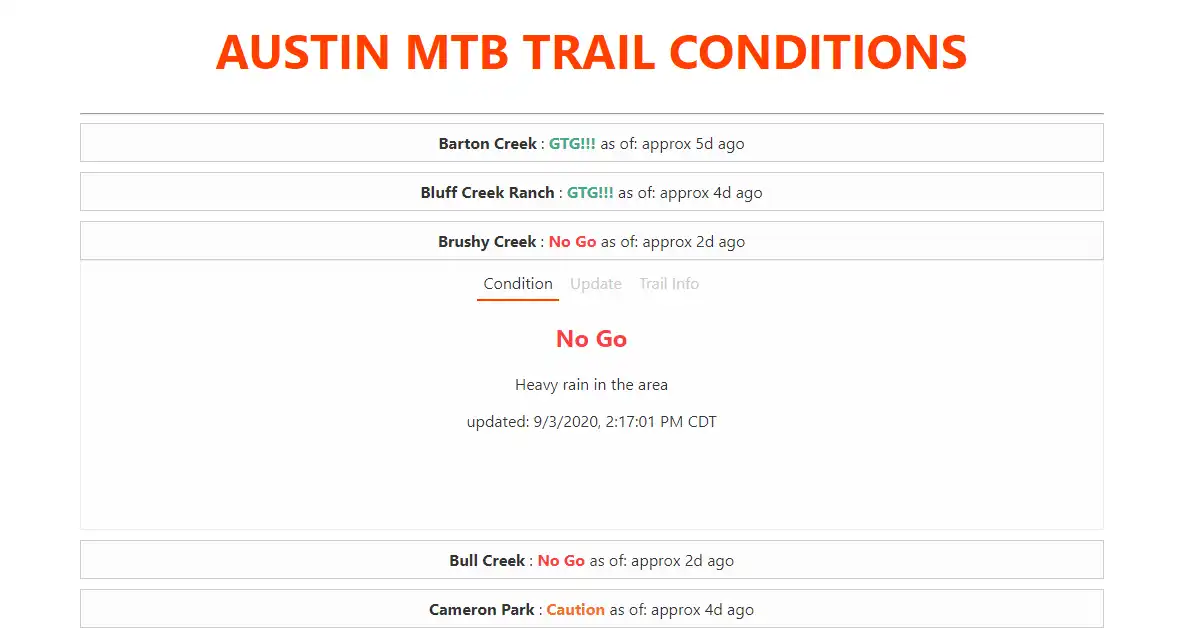 AUSTIN MTB TRAIL CONDITIONS
Barton Creek : GTG!!! as of: approx 5d ago
Bluff Creek Ranch : GTG!!! as of: approx 4d ago
Brushy Creek : No Go as of: approx 2d ago
Condition Update Trail Info
No Go
Heavy rain in the area
updated: 9/3/2020, 2:17:01 PM CDT
Bull Creek : No Go as of: approx 2d ago
Cameron Park : Caution as of: approx 4d ago